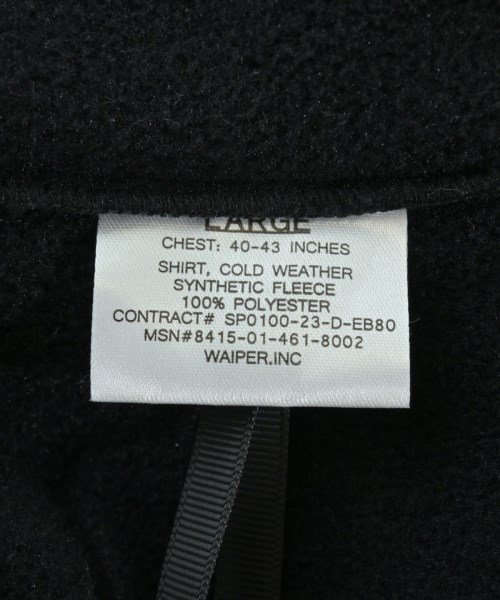 LARGE
CHEST: 40-43 INCHES
SHIRT, COLD WEATHER
SYNTHETIC FLEECE
100% POLYESTER
CONTRACT# SP0100-23-D-EB80
MSN#8415-01-461-8002
WAIPER.INC